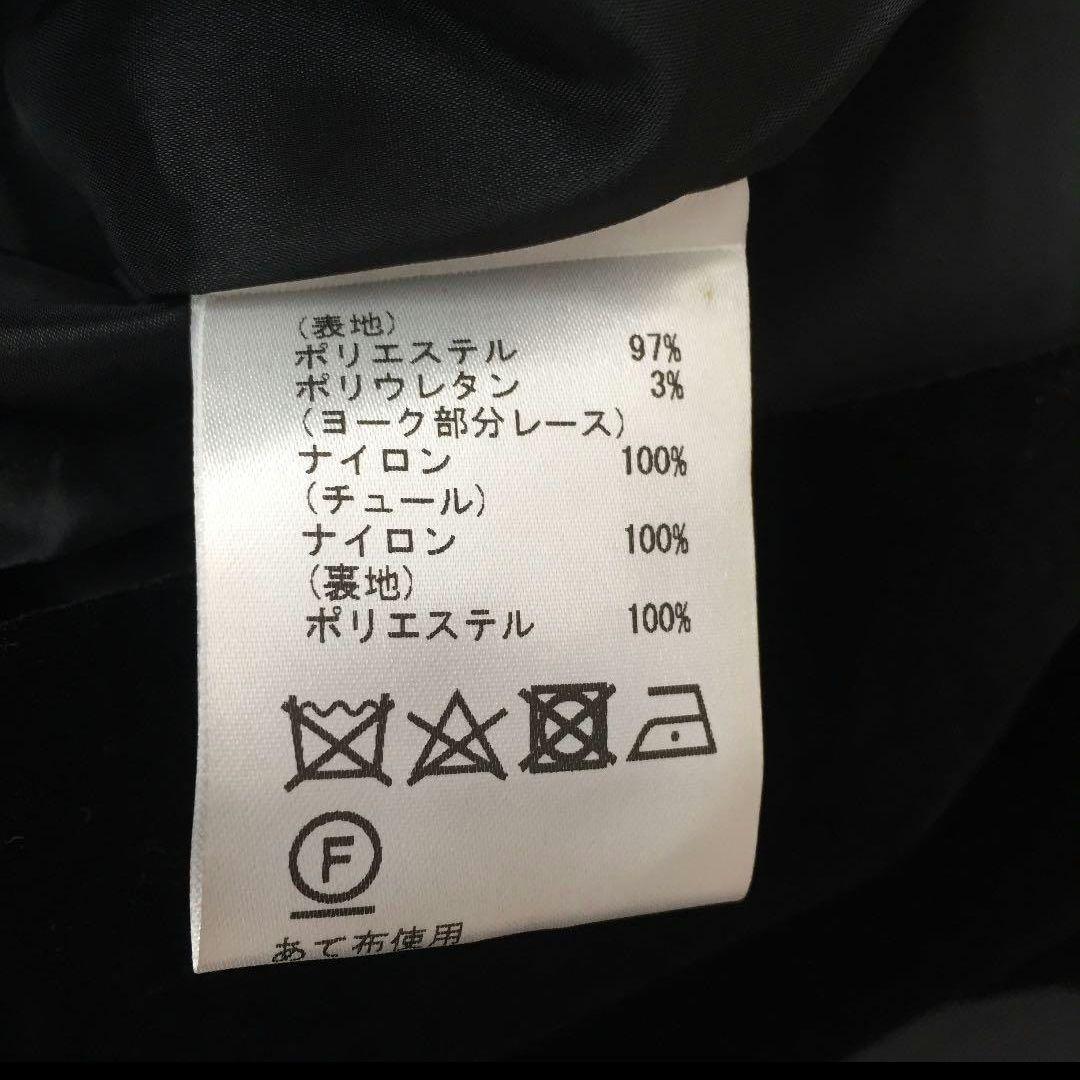 (表地)
ポリエステル 97%
ポリウレタン 3%
(ヨーク部分レース)
ナイロン 100%
(チュール)
ナイロン 100%
(裏地)
ポリエステル 100%
F
あて布使用